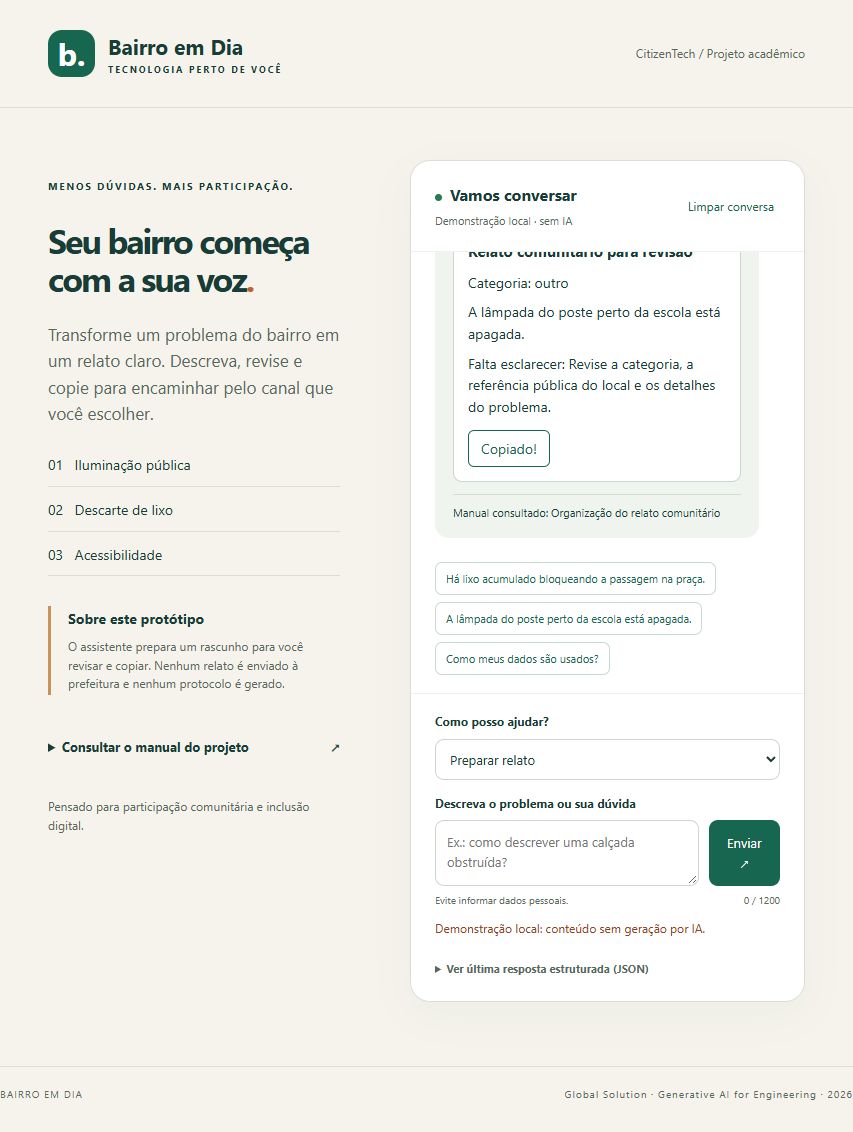 b.
Bairro em Dia
TECNOLOGIA PERTO DE VOCÊ
CitizenTech / Projeto acadêmico
MENOS DÚVIDAS. MAIS PARTICIPAÇÃO.
Seu bairro começa
com a sua voz.
Transforme um problema do bairro em
um relato claro. Descreva, revise e
copie para encaminhar pelo canal que
você escolher.
01 Iluminação pública
02 Descarte de lixo
03 Acessibilidade
Sobre este protótipo
O assistente prepara um rascunho para você
revisar e copiar. Nenhum relato é enviado à
prefeitura e nenhum protocolo é gerado.
▶ Consultar o manual do projeto ↗
Pensado para participação comunitária e inclusão
digital.
Vamos conversar
Demonstração local · sem IA
Limpar conversa
Relato comunitário para revisão
Categoria: outro
A lâmpada do poste perto da escola está
apagada.
Falta esclarecer: Revise a categoria, a
referência pública do local e os detalhes
do problema.
Copiado!
Manual consultado: Organização do relato comunitário
Há lixo acumulado bloqueando a passagem na praça.
A lâmpada do poste perto da escola está apagada.
Como meus dados são usados?
Como posso ajudar?
Preparar relato
Descreva o problema ou sua dúvida
Ex.: como descrever uma calçada
obstruída?
Enviar
↗
Evite informar dados pessoais.
0 / 1200
Demonstração local: conteúdo sem geração por IA.
▶ Ver última resposta estruturada (JSON)
BAIRRO EM DIA
Global Solution · Generative AI for Engineering · 2026